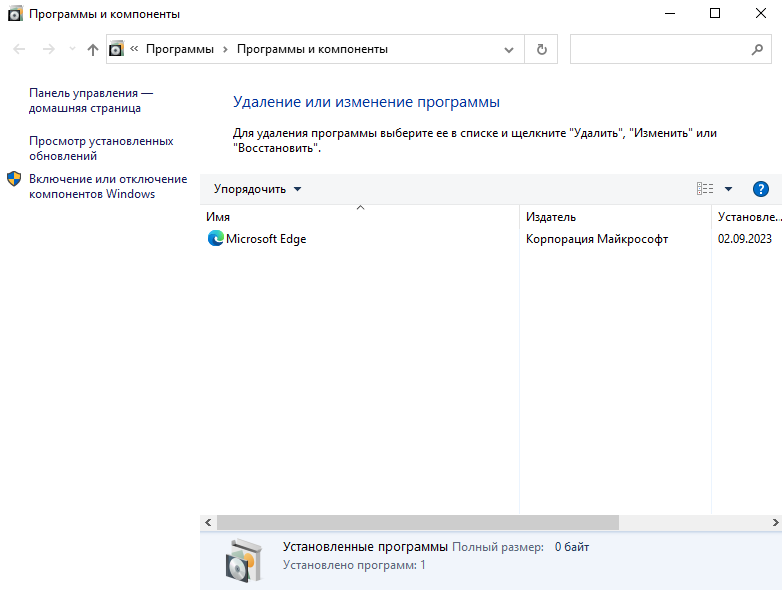 Программы и компоненты
« Программы › Программы и компоненты
Панель управления —
домашняя страница
Просмотр установленных
обновлений
Включение или отключение
компонентов Windows
Удаление или изменение программы
Для удаления программы выберите ее в списке и щелкните "Удалить", "Изменить" или
"Восстановить".
Упорядочить
Имя Издатель Установле...
Microsoft Edge Корпорация Майкрософт 02.09.2023
Установленные программы Полный размер: 0 байт
Установлено программ: 1